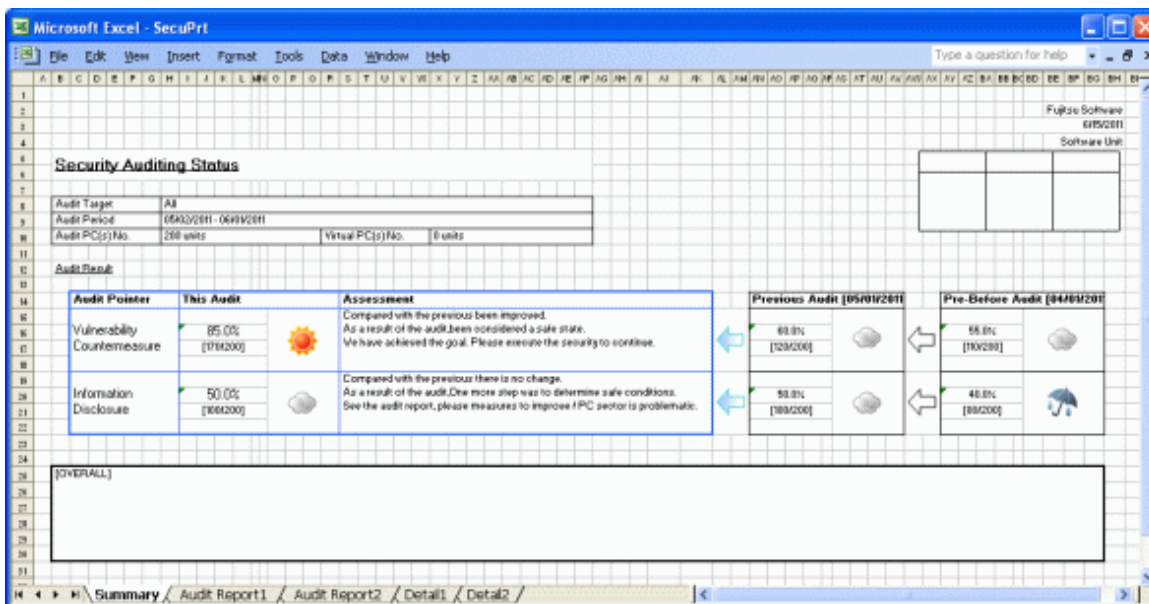 Microsoft Excel - SecuPrt
File Edit View Insert Format Tools Data Window Help
Type a question for help
Fujitsu Software
6/15/2011
Software Unit
Security Auditing Status
Audit Target All
Audit Period 05/02/2011 - 06/01/2011
Audit PC(s) No. 200 units Virtual PC(s) No. 0 units
Audit Result
Audit Pointer This Audit Assessment Previous Audit [05/01/2011 Pre-Before Audit [04/01/201
Vulnerability Countermeasure
85.0%
[170/200]
Compared with the previous been improved.
As a result of the audit,been considered a safe state.
We have achieved the goal. Please execute the security to continue.
60.0%
[120/200]
55.0%
[110/200]
Information Disclosure
50.0%
[100/200]
Compared with the previous there is no change.
As a result of the audit,One more step was to determine safe conditions.
See the audit report, please measures to improve f PC sector is problematic.
50.0%
[100/200]
40.0%
[80/200]
[OVERALL]
Summary Audit Report1 Audit Report2 Detail1 Detail2